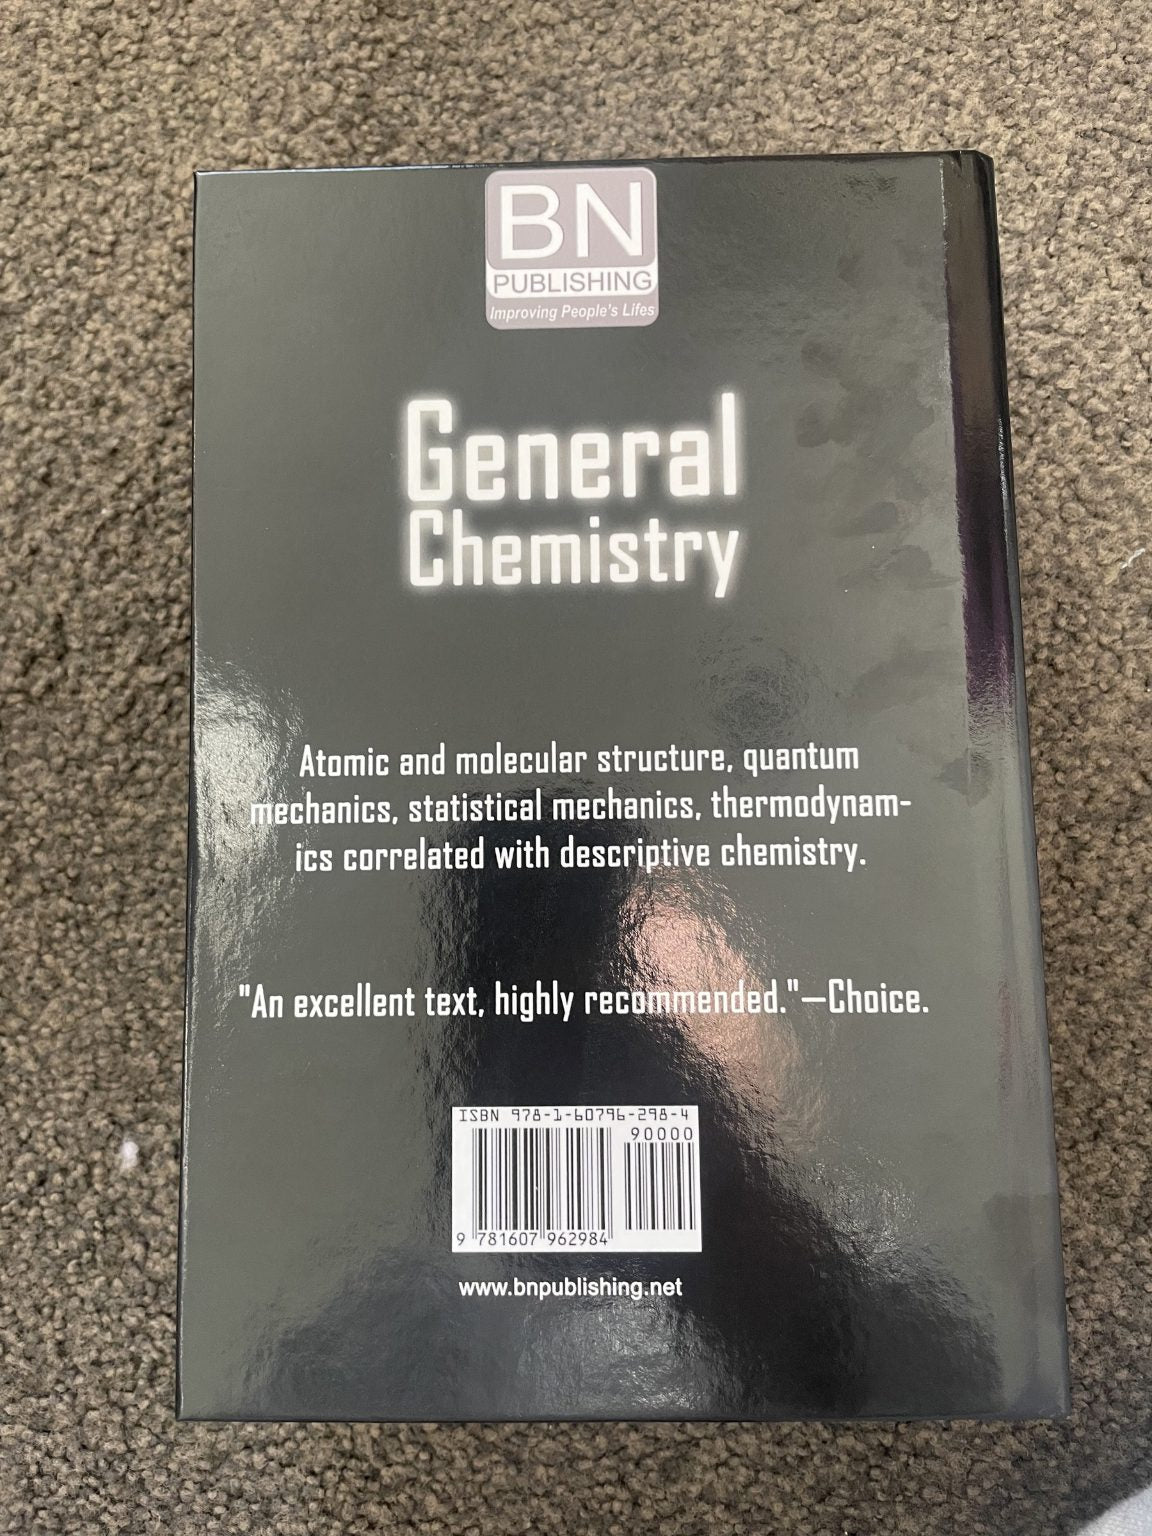 BN
PUBLISHING
Improving People's Lifes
General
Chemistry
Atomic and molecular structure, quantum
mechanics, statistical mechanics, thermodynam-
ics correlated with descriptive chemistry.
"An excellent text, highly recommended."—Choice.
ISBN 978-1-60796-298-4
90000
9 781607 962984
www.bnpublishing.net